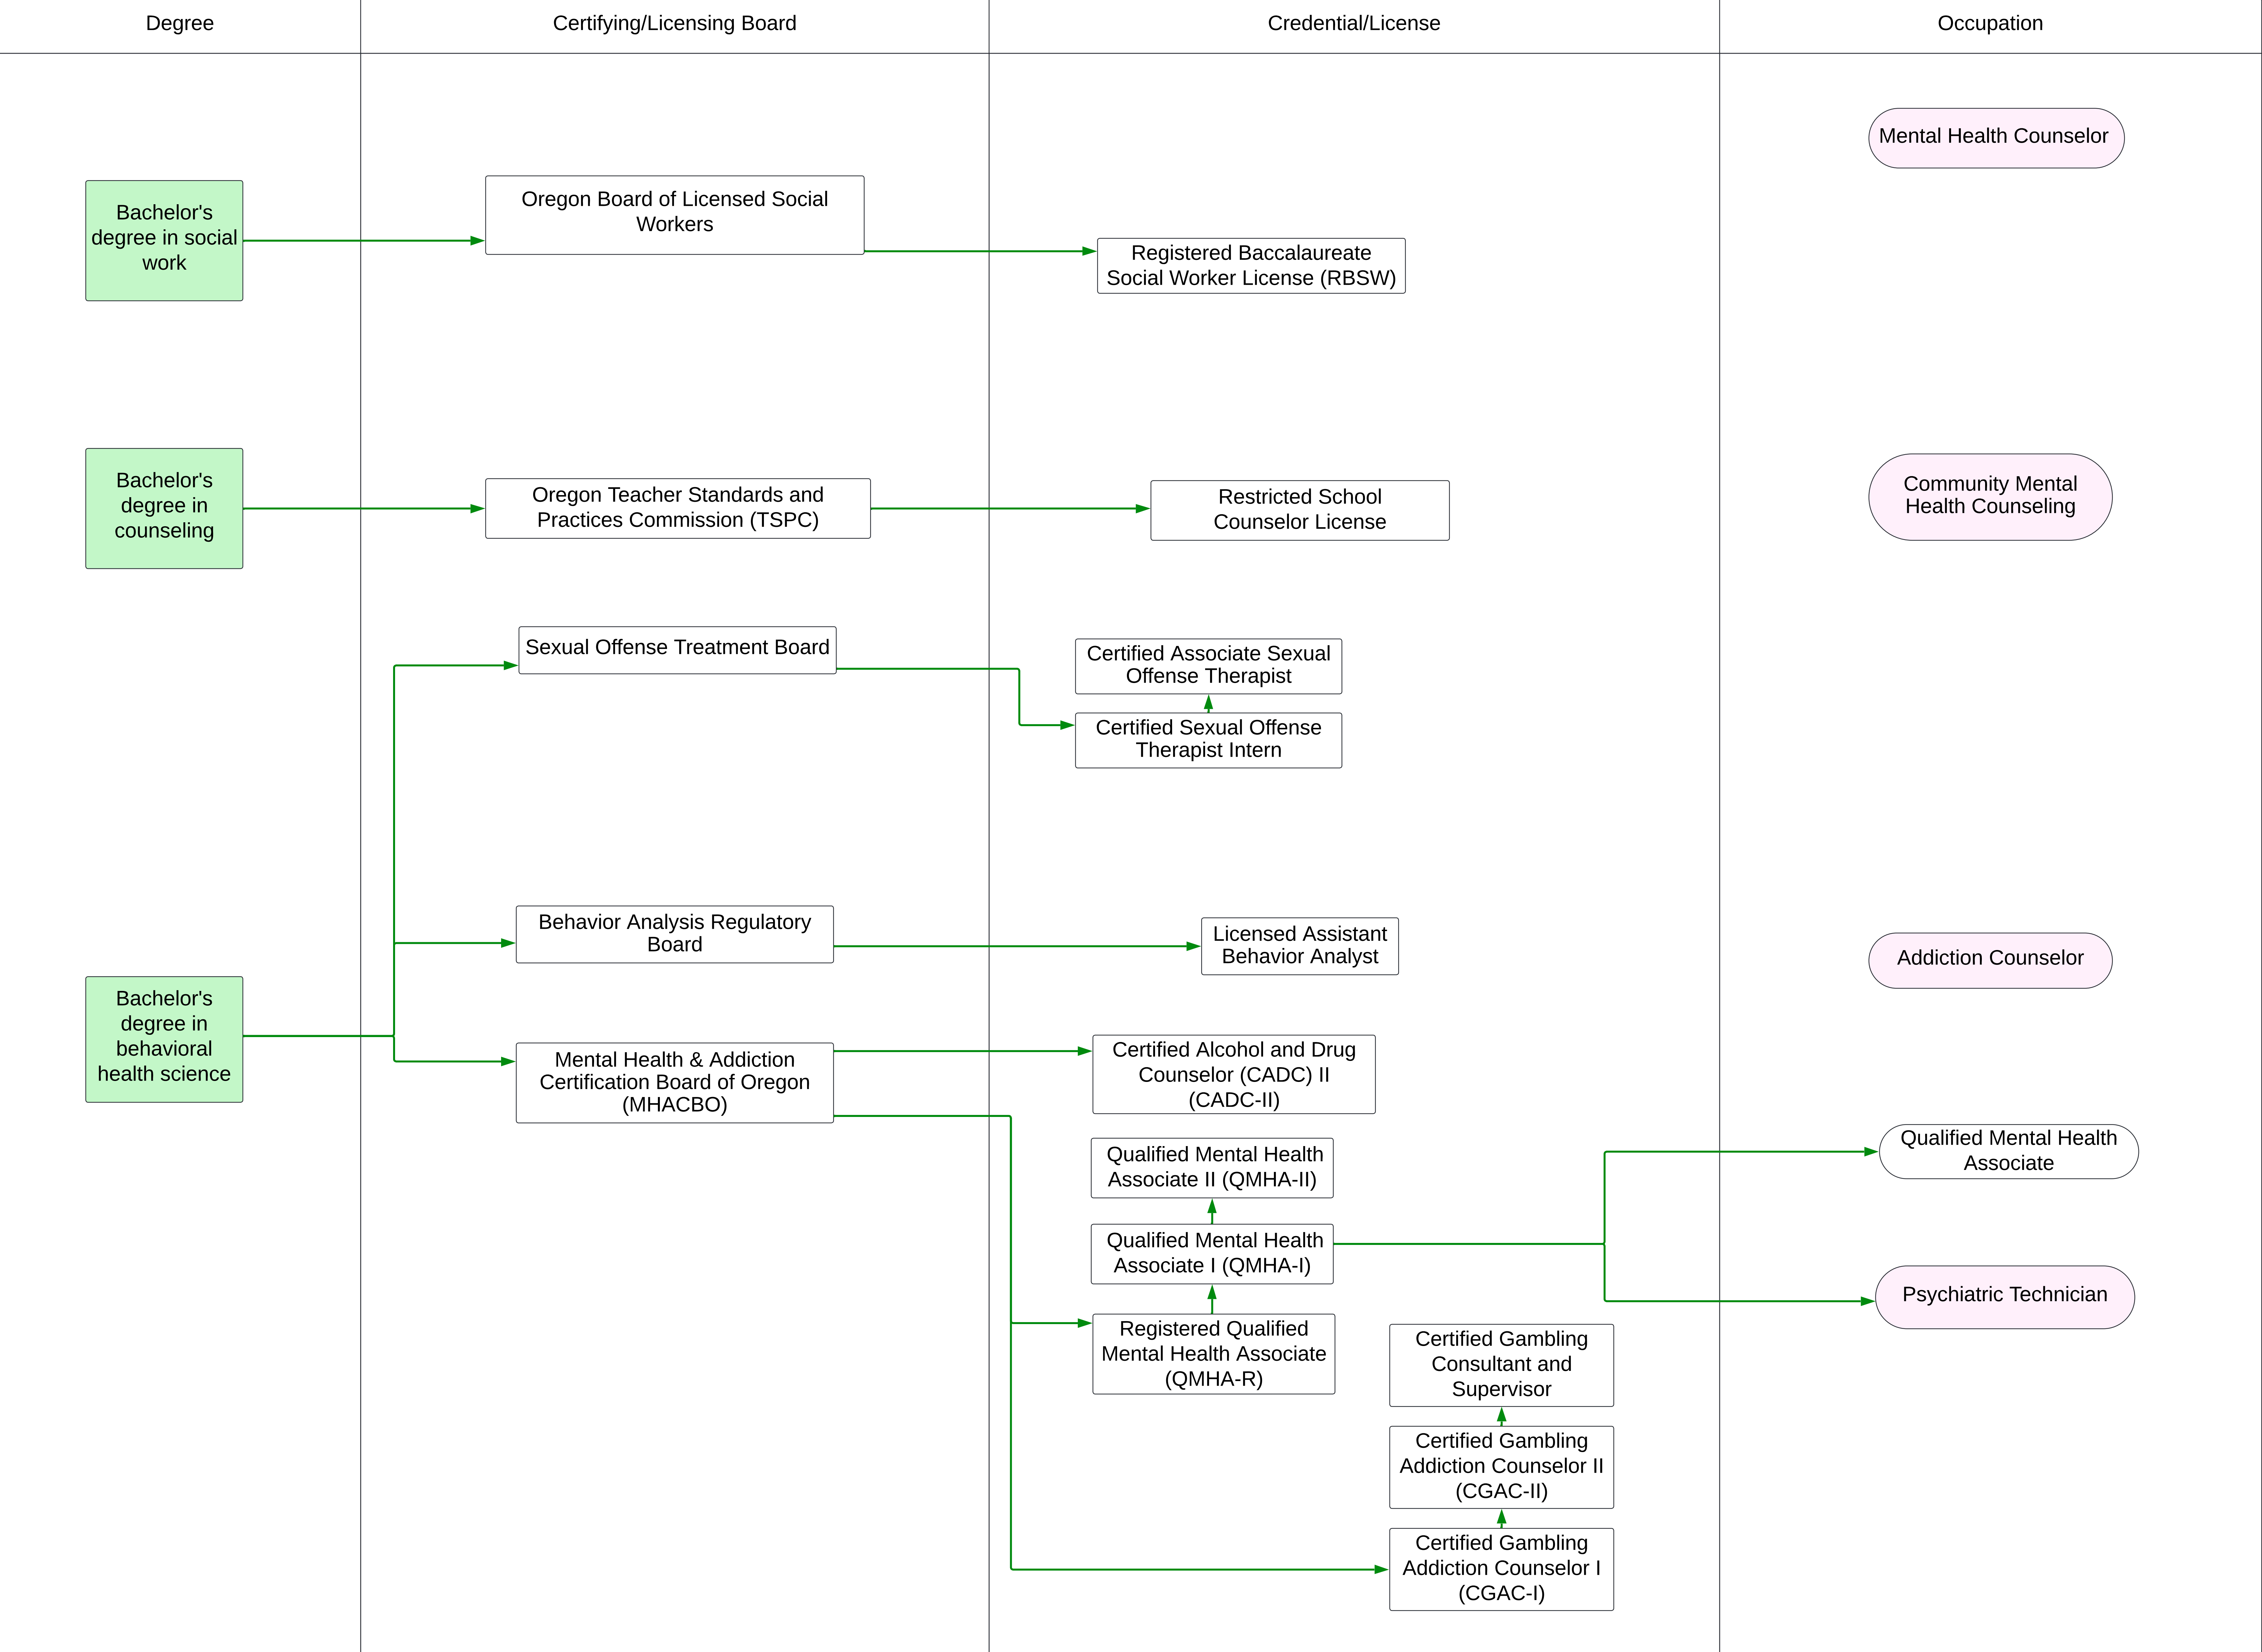 Degree
Certifying/Licensing Board
Credential/License
Occupation
Mental Health Counselor
Bachelor's
degree in social
work
Oregon Board of Licensed Social
Workers
Registered Baccalaureate
Social Worker License (RBSW)
Bachelor's
degree in
counseling
Oregon Teacher Standards and
Practices Commission (TSPC)
Restricted School
Counselor License
Community Mental
Health Counseling
Sexual Offense Treatment Board
Certified Associate Sexual
Offense Therapist
Certified Sexual Offense
Therapist Intern
Behavior Analysis Regulatory
Board
Licensed Assistant
Behavior Analyst
Addiction Counselor
Bachelor's
degree in
behavioral
health science
Mental Health & Addiction
Certification Board of Oregon
(MHACBO)
Certified Alcohol and Drug
Counselor (CADC) II
(CADC-II)
Qualified Mental Health
Associate II (QMHA-II)
Qualified Mental Health
Associate
Qualified Mental Health
Associate I (QMHA-I)
Psychiatric Technician
Registered Qualified
Mental Health Associate
(QMHA-R)
Certified Gambling
Consultant and
Supervisor
Certified Gambling
Addiction Counselor II
(CGAC-II)
Certified Gambling
Addiction Counselor I
(CGAC-I)